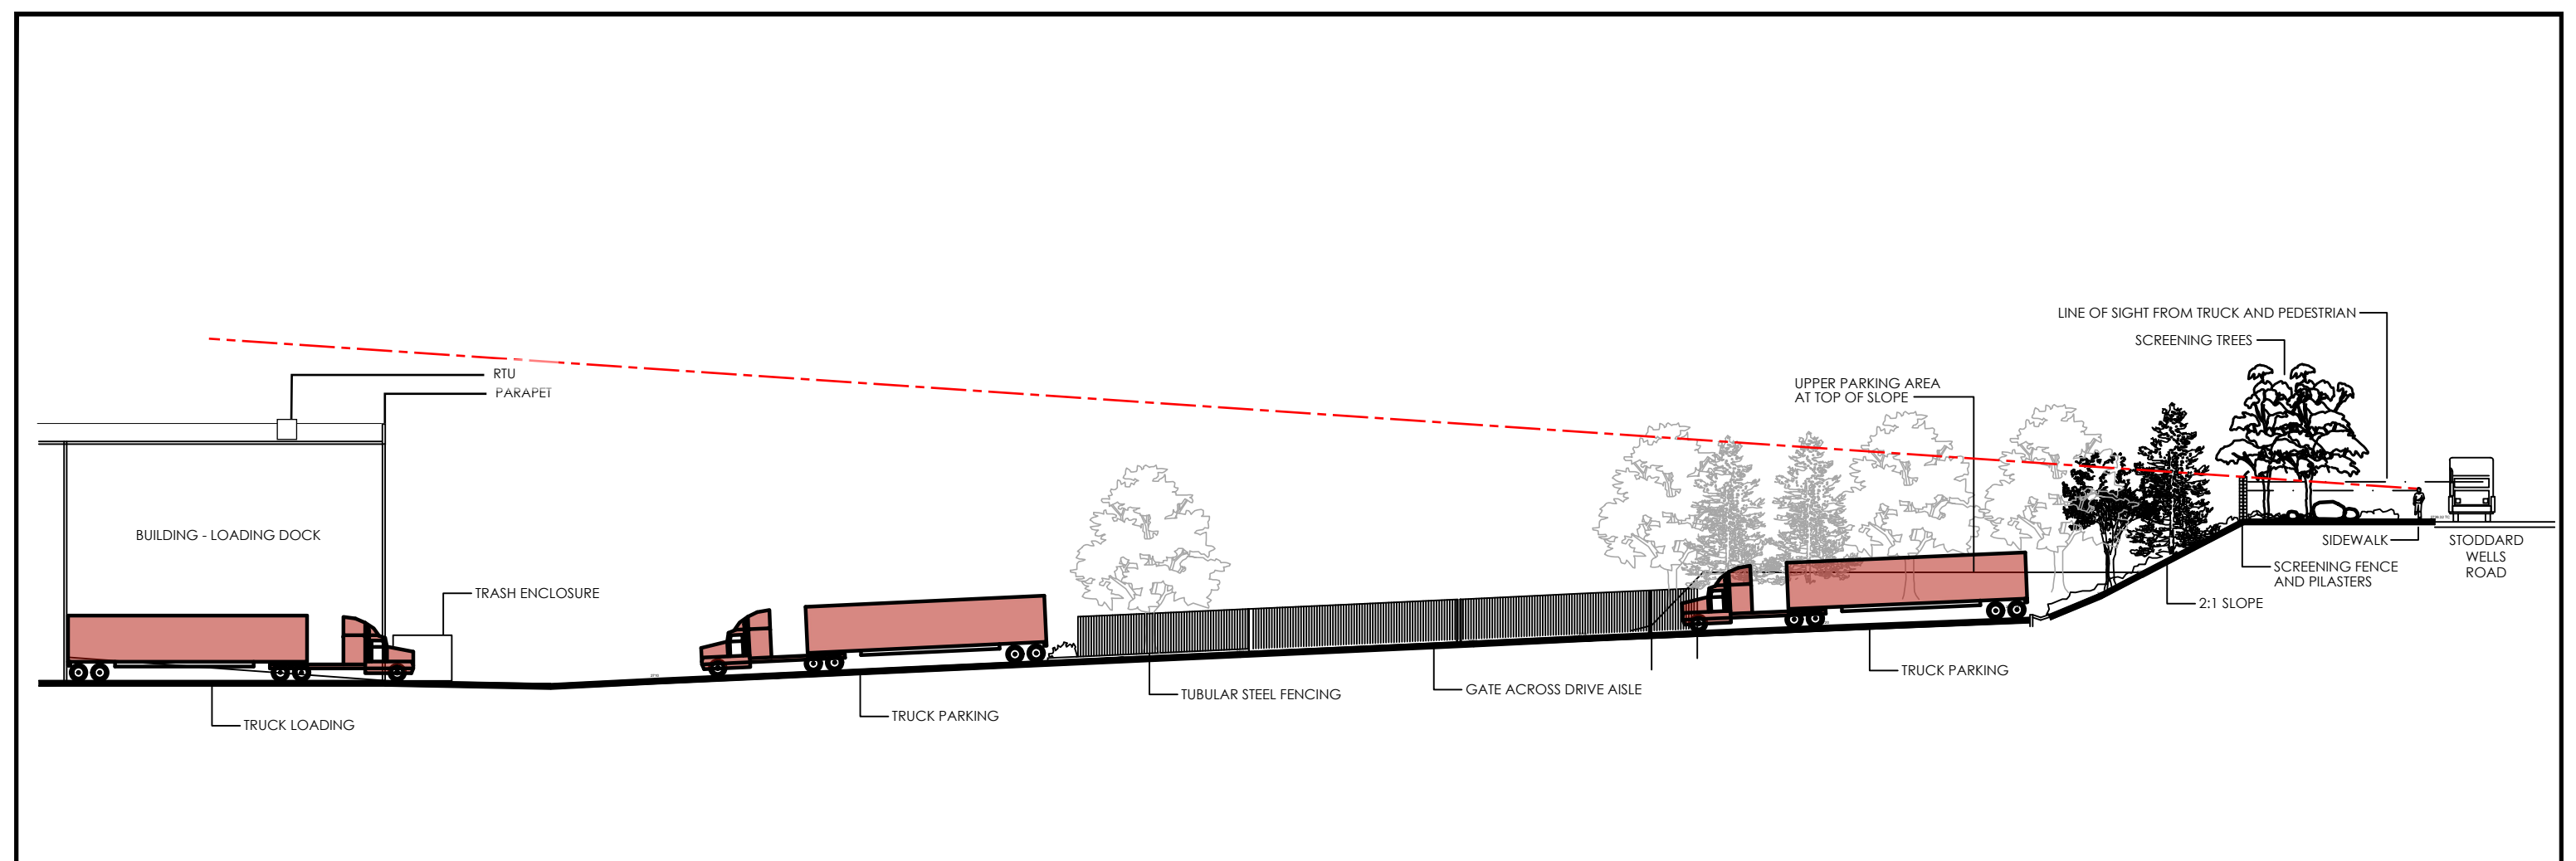 LINE OF SIGHT FROM TRUCK AND PEDESTRIAN
SCREENING TREES
RTU
UPPER PARKING AREA
AT TOP OF SLOPE
PARAPET
BUILDING - LOADING DOCK
SIDEWALK
STODDARD
WELLS
ROAD
SCREENING FENCE
AND PILASTERS
TRASH ENCLOSURE
2:1 SLOPE
TRUCK PARKING
GATE ACROSS DRIVE AISLE
TUBULAR STEEL FENCING
TRUCK PARKING
TRUCK LOADING